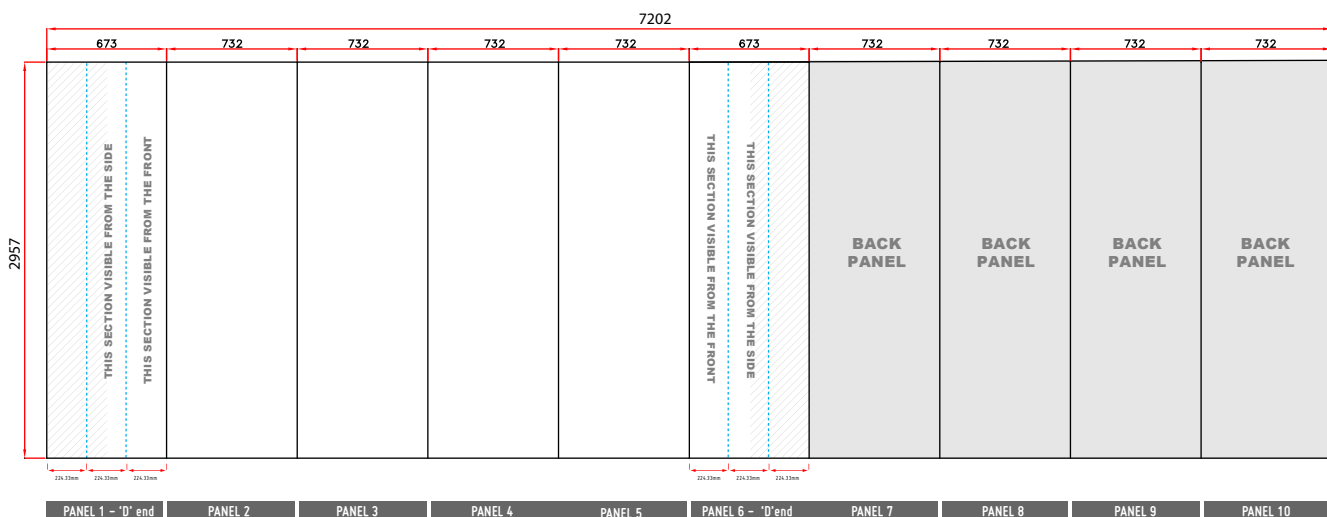 7202
673 732 732 732 732 673 732 732 732 732
2957
THIS SECTION VISIBLE FROM THE SIDE
THIS SECTION VISIBLE FROM THE FRONT
THIS SECTION VISIBLE FROM THE FRONT
THIS SECTION VISIBLE FROM THE SIDE
BACK
PANEL
BACK
PANEL
BACK
PANEL
BACK
PANEL
224.33mm 224.33mm 224.33mm 224.33mm 224.33mm 224.33mm
PANEL 1 - 'D' end PANEL 2 PANEL 3 PANEL 4 PANEL 5 PANEL 6 - 'D'end PANEL 7 PANEL 8 PANEL 9 PANEL 10